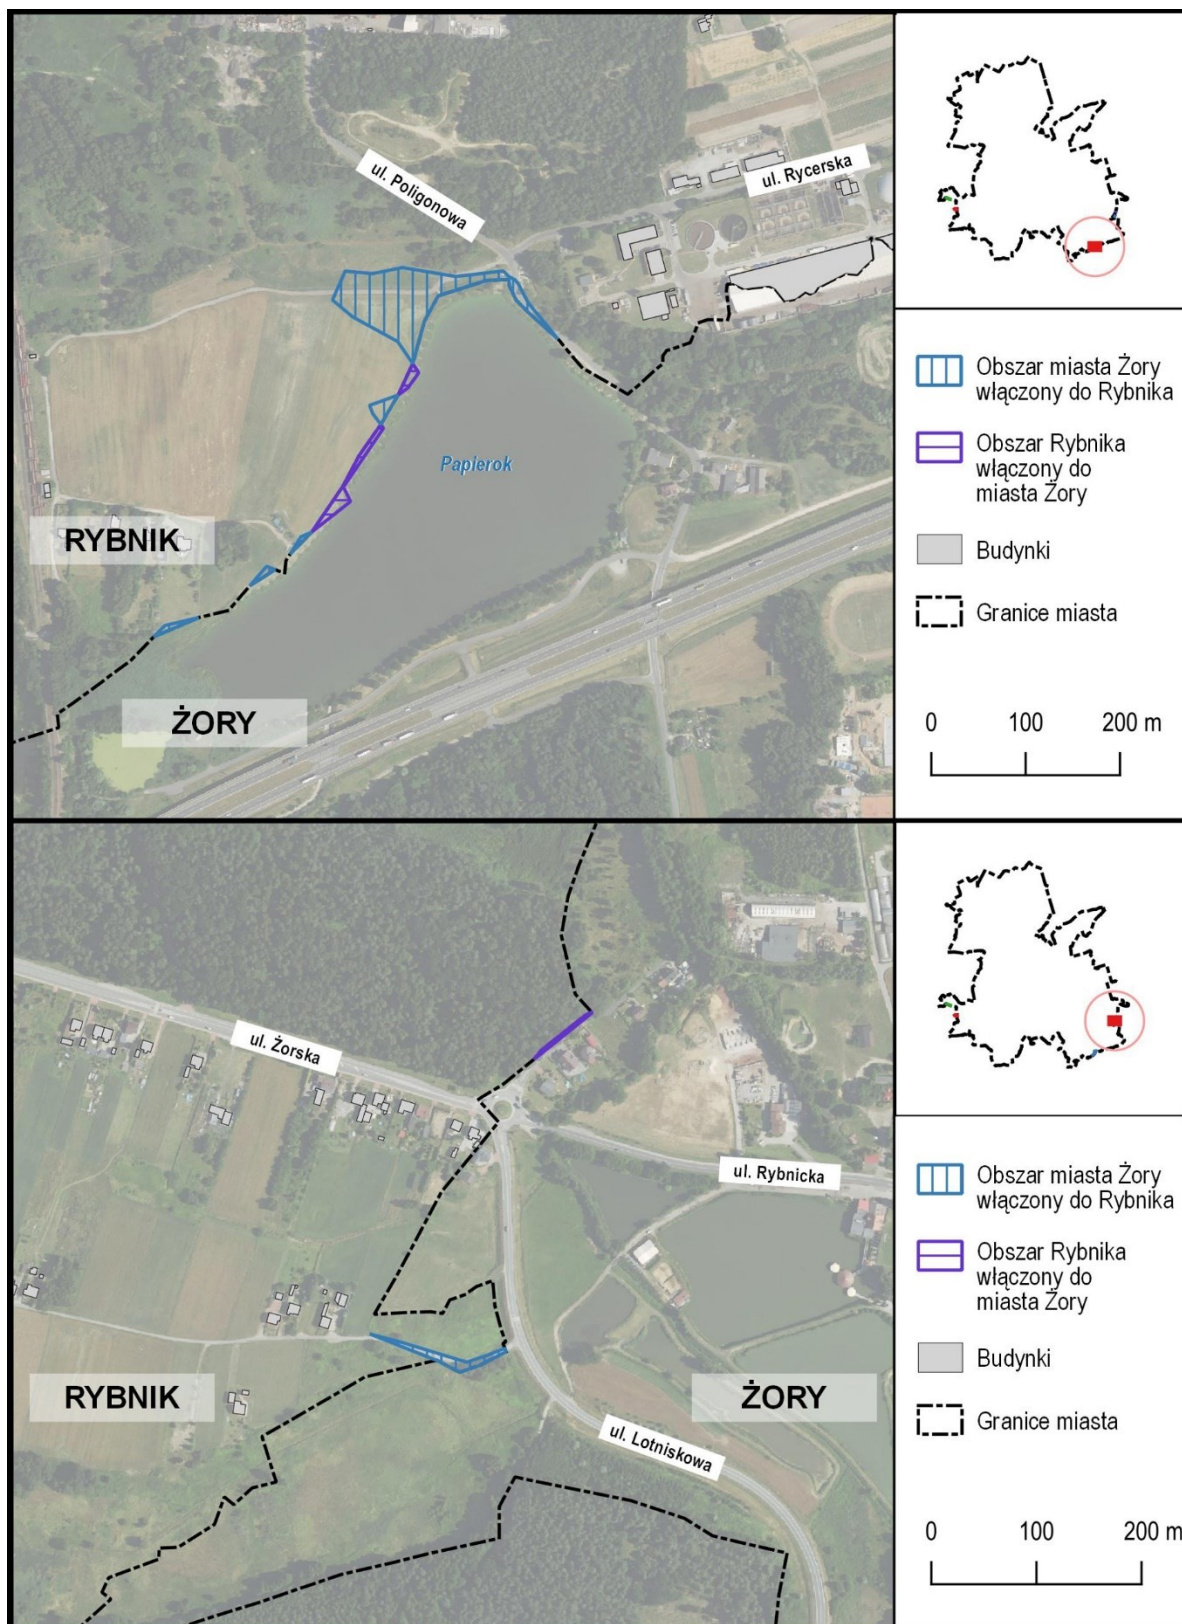 ul. Poligonowa
ul. Rycerska
Papierok
RYBNIK
ŻORY
Obszar miasta Żory
włączony do Rybnika
Obszar Rybnika
włączony do
miasta Żory
Budynki
Granice miasta
0 100 200 m
ul. Żorska
ul. Rybnicka
RYBNIK
ŻORY
ul. Lotniskowa
Obszar miasta Żory
włączony do Rybnika
Obszar Rybnika
włączony do
miasta Żory
Budynki
Granice miasta
0 100 200 m